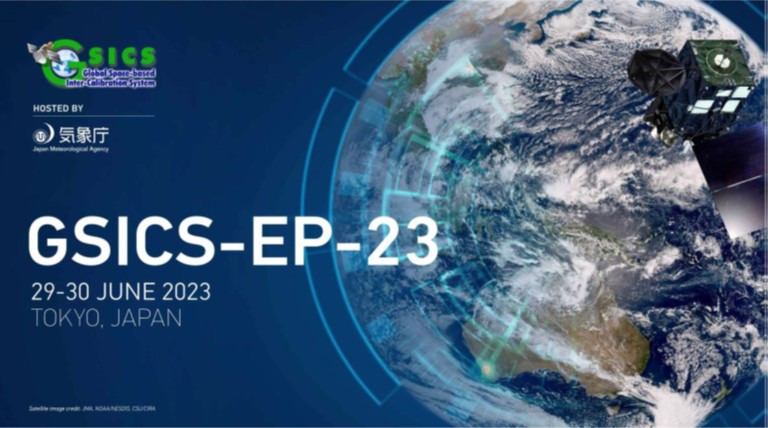 GSICS
Global Space-based
Inter-Calibration System
HOSTED BY
気象庁
Japan Meteorological Agency
GSICS-EP-23
29-30 JUNE 2023
TOKYO, JAPAN
Satellite image credit: JMA, NOAA/NESDIS, CSU/CIRA